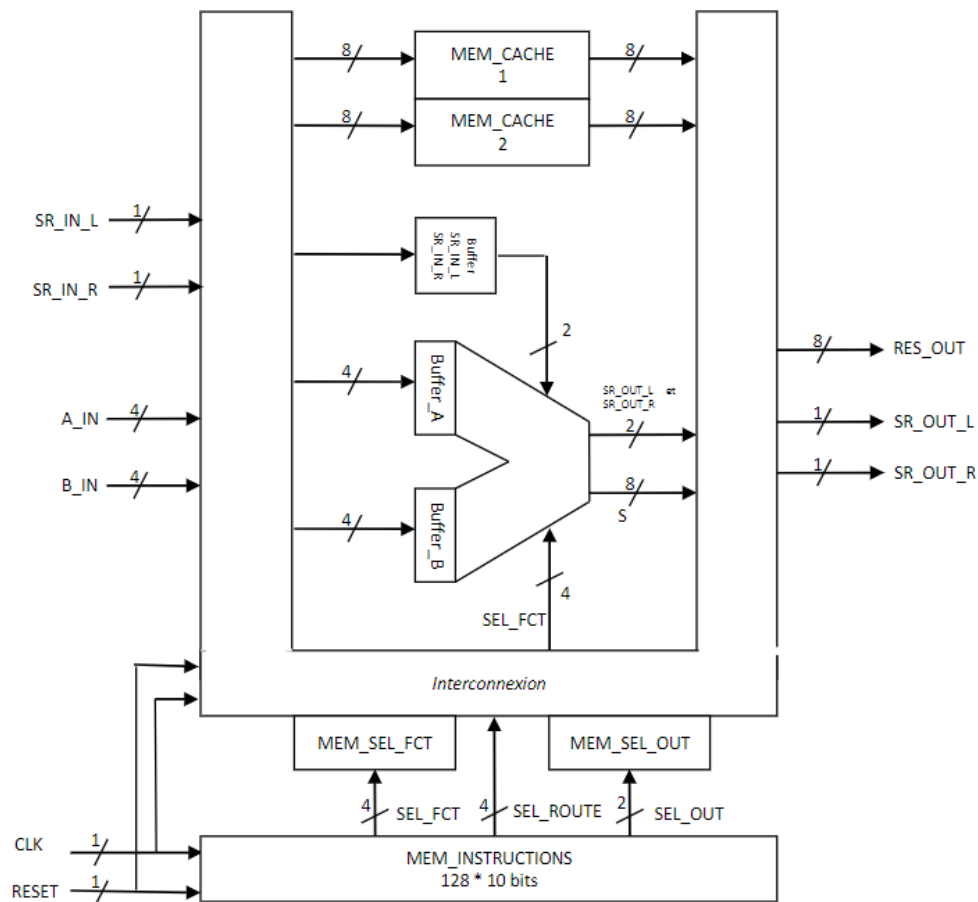 8
MEM_CACHE
1
8
8
MEM_CACHE
2
8
SR_IN_L
1
SR_IN_R
1
Buffer
SR_IN_L
SR_IN_R
2
A_IN
4
B_IN
4
4
Buffer_A
4
Buffer_B
SR_OUT_L et
SR_OUT_R
2
8
S
4
SEL_FCT
8
RES_OUT
1
SR_OUT_L
1
SR_OUT_R
Interconnexion
MEM_SEL_FCT
MEM_SEL_OUT
4
SEL_FCT
4
SEL_ROUTE
2
SEL_OUT
CLK
1
RESET
1
MEM_INSTRUCTIONS
128 * 10 bits